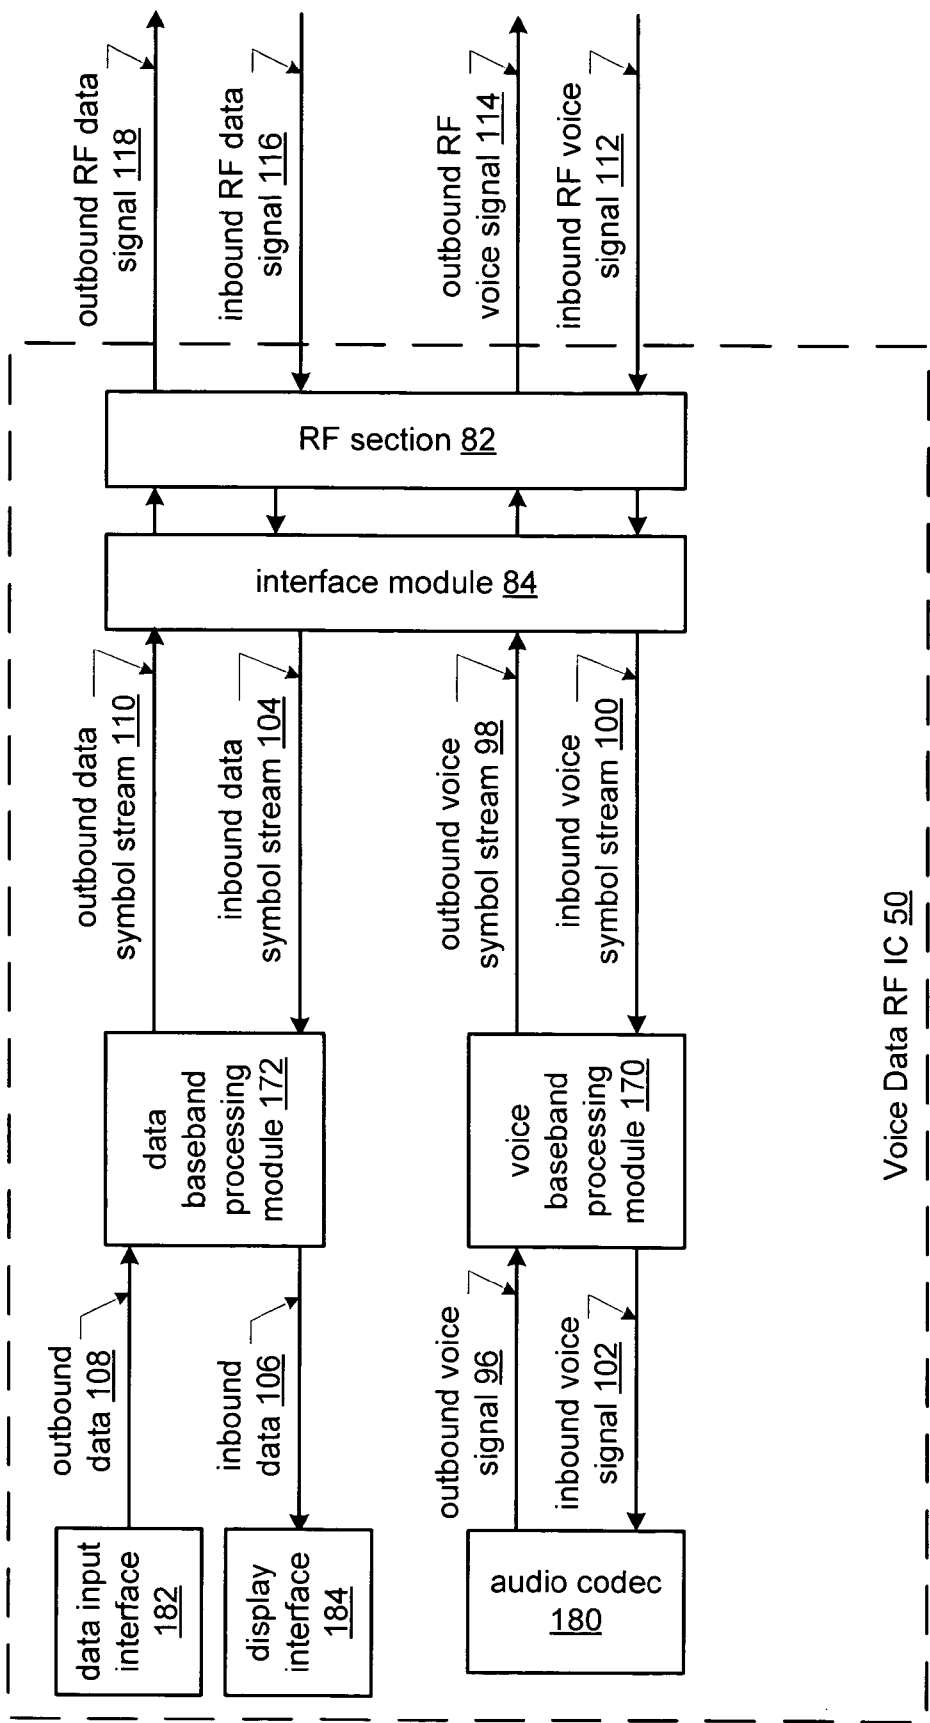 outbound RF data
signal 118
inbound RF data
signal 116
outbound RF
voice signal 114
inbound RF voice
signal 112
RF section 82
interface module 84
outbound data
symbol stream 110
inbound data
symbol stream 104
outbound voice
symbol stream 98
inbound voice
symbol stream 100
data
baseband
processing
module 172
voice
baseband
processing
module 170
outbound
data 108
inbound
data 106
outbound voice
signal 96
inbound voice
signal 102
data input
interface
182
display
interface
184
audio codec
180
Voice Data RF IC 50